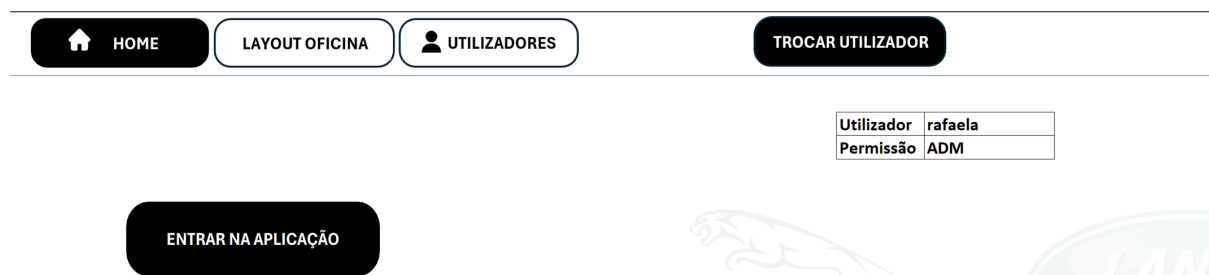 HOME LAYOUT OFICINA UTILIZADORES TROCAR UTILIZADOR
Utilizador rafaela
Permissão ADM
ENTRAR NA APLICAÇÃO